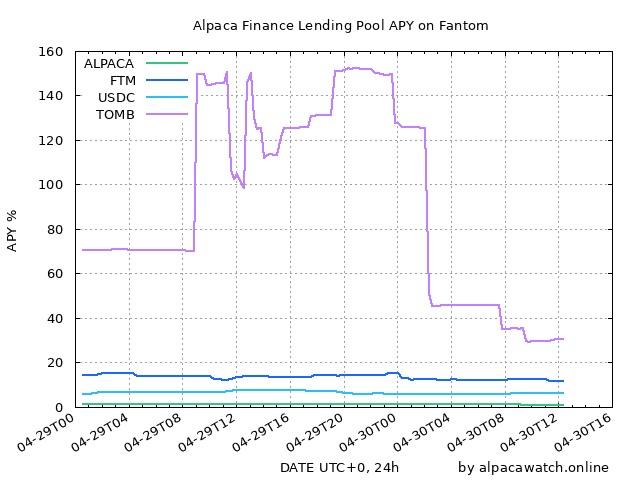 Alpaca Finance Lending Pool APY on Fantom
160
140
120
100
80
60
40
20
0
APY %
ALPACA
FTM
USDC
TOMB
04-29T00
04-29T04
04-29T08
04-29T12
04-29T16
04-29T20
04-30T00
04-30T04
04-30T08
04-30T12
04-30T16
DATE UTC+0, 24h
by alpacawatch.online